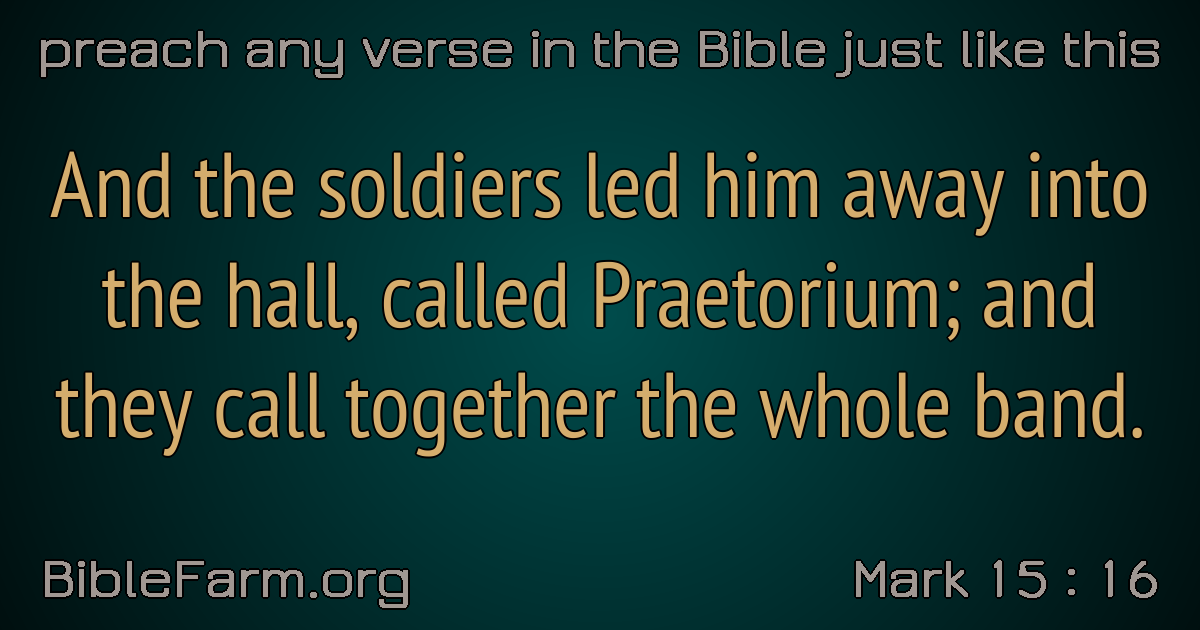 preach any verse in the Bible just like this
And the soldiers led him away into
the hall, called Praetorium; and
they call together the whole band.
BibleFarm.org
Mark 15 : 16